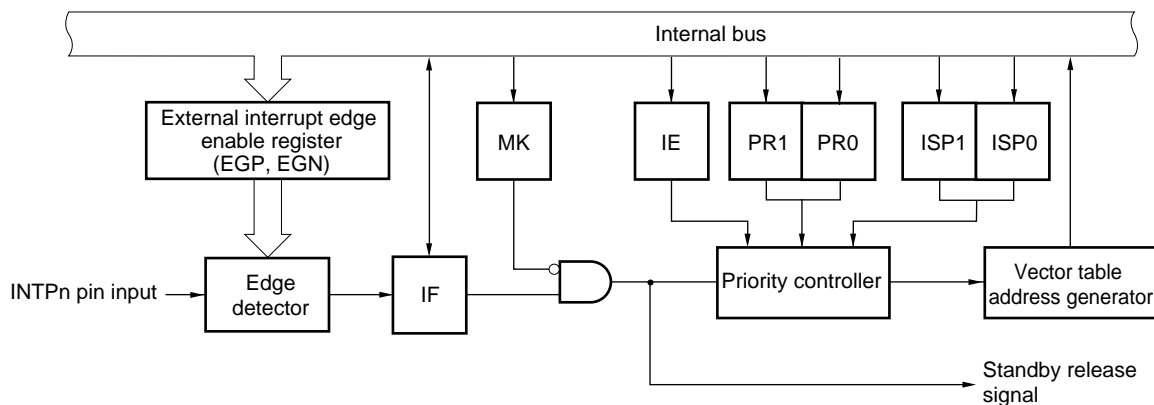 Internal bus
External interrupt edge
enable register
(EGP, EGN)
MK
IE
PR1
PR0
ISP1
ISP0
INTPn pin input
Edge
detector
IF
Priority controller
Vector table
address generator
Standby release
signal